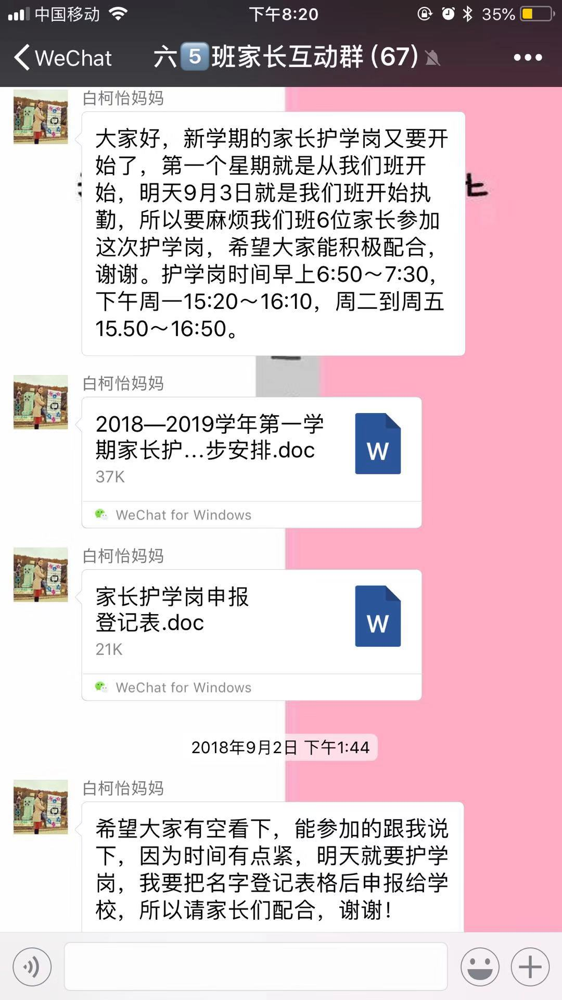 中国移动 下午8:20 35%
WeChat 六5班家长互动群(67)
白柯怡妈妈
大家好，新学期的家长护学岗又要开
始了，第一个星期就是从我们班开
始，明天9月3日就是我们班开始执
勤，所以要麻烦我们班6位家长参加
这次护学岗，希望大家能积极配合，
谢谢。护学岗时间早上6:50～7:30，
下午周一15:20～16:10，周二到周五
15.50～16:50。
白柯怡妈妈
2018—2019学年第一学
期家长护...步安排.doc
W
37K
WeChat for Windows
白柯怡妈妈
家长护学岗申报
登记表.doc
W
21K
WeChat for Windows
2018年9月2日 下午1:44
白柯怡妈妈
希望大家有空看下，能参加的跟我说
下，因为时间有点紧，明天就要护学
岗，我要把名字登记表格后申报给学
校，所以请家长们配合，谢谢！